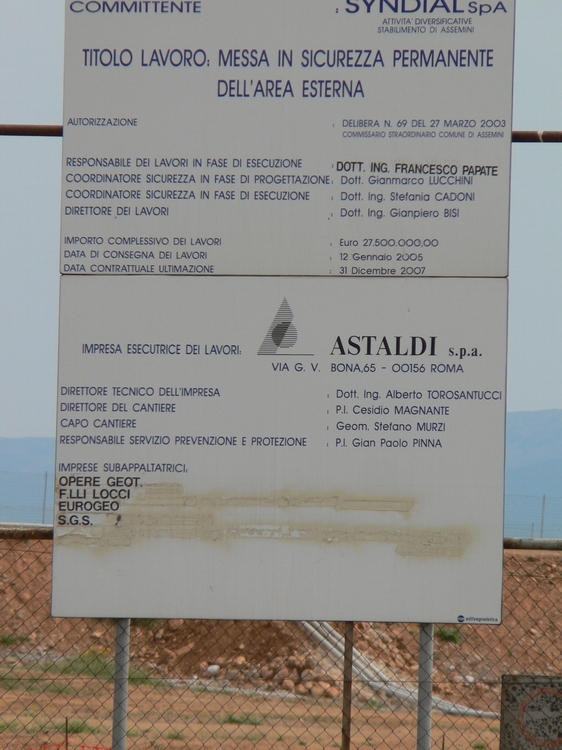 COMMITTENTE : SYNDIAL SpA
ATTIVITA' DIVERSIFICATIVE
STABILIMENTO DI ASSEMINI
TITOLO LAVORO: MESSA IN SICUREZZA PERMANENTE
DELL'AREA ESTERNA
AUTORIZZAZIONE : DELIBERA N. 69 DEL 27 MARZO 2003
COMMISSARIO STRAORDINARIO COMUNE DI ASSEMINI
RESPONSABILE DEI LAVORI IN FASE DI ESECUZIONE : DOTT. ING. FRANCESCO PAPATE
COORDINATORE SICUREZZA IN FASE DI PROGETTAZIONE: Dott. Gianmarco LUCCHINI
COORDINATORE SICUREZZA IN FASE DI ESECUZIONE : Dott. Ing. Stefania CADONI
DIRETTORE DEI LAVORI : Dott. Ing. Gianpiero BISI
IMPORTO COMPLESSIVO DEI LAVORI : Euro 27.500.000,00
DATA DI CONSEGNA DEI LAVORI : 12 Gennaio 2005
DATA CONTRATTUALE ULTIMAZIONE : 31 Dicembre 2007
IMPRESA ESECUTRICE DEI LAVORI: ASTALDI s.p.a.
VIA G. V. BONA,65 - 00156 ROMA
DIRETTORE TECNICO DELL'IMPRESA : Dott. Ing. Alberto TOROSANTUCCI
DIRETTORE DEL CANTIERE : P.I. Cesidio MAGNANTE
CAPO CANTIERE : Geom. Stefano MURZI
RESPONSABILE SERVIZIO PREVENZIONE E PROTEZIONE : P.I. Gian Paolo PINNA
IMPRESE SUBAPPALTATRICI:
OPERE GEOT.
F.LLI LOCCI
EUROGEO
S.G.S.